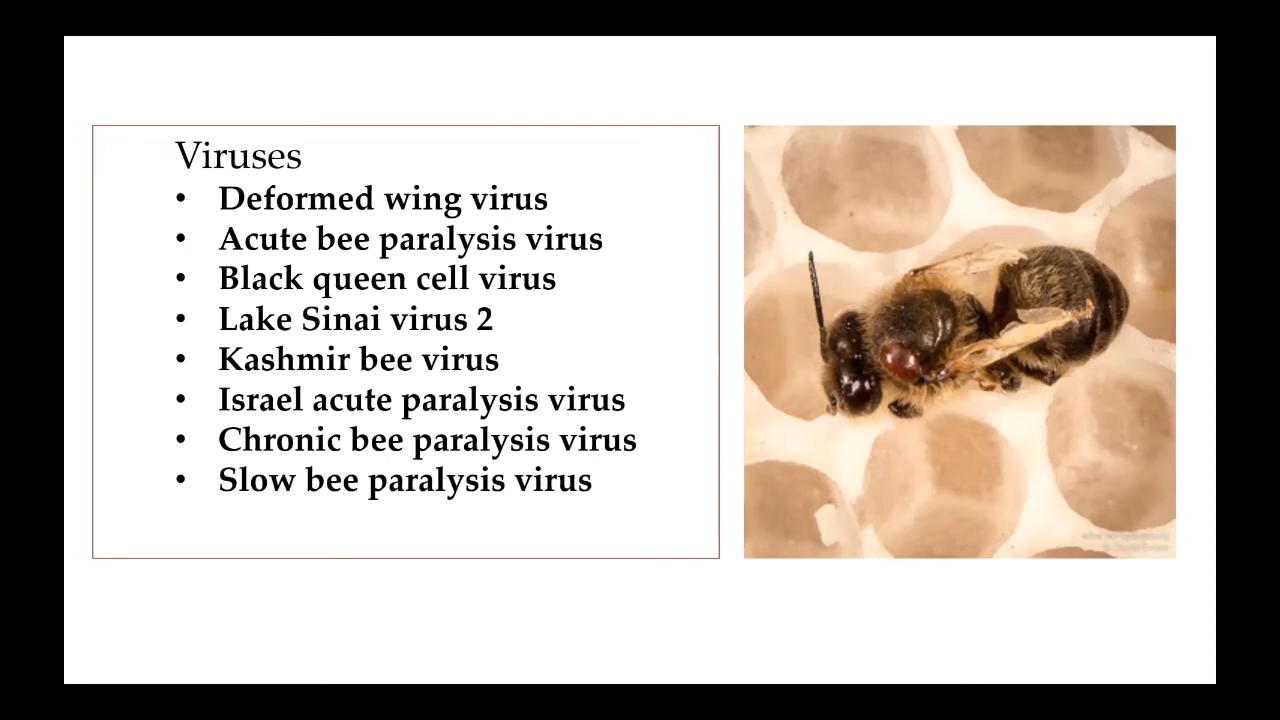 Viruses
• Deformed wing virus
• Acute bee paralysis virus
• Black queen cell virus
• Lake Sinai virus 2
• Kashmir bee virus
• Israel acute paralysis virus
• Chronic bee paralysis virus
• Slow bee paralysis virus